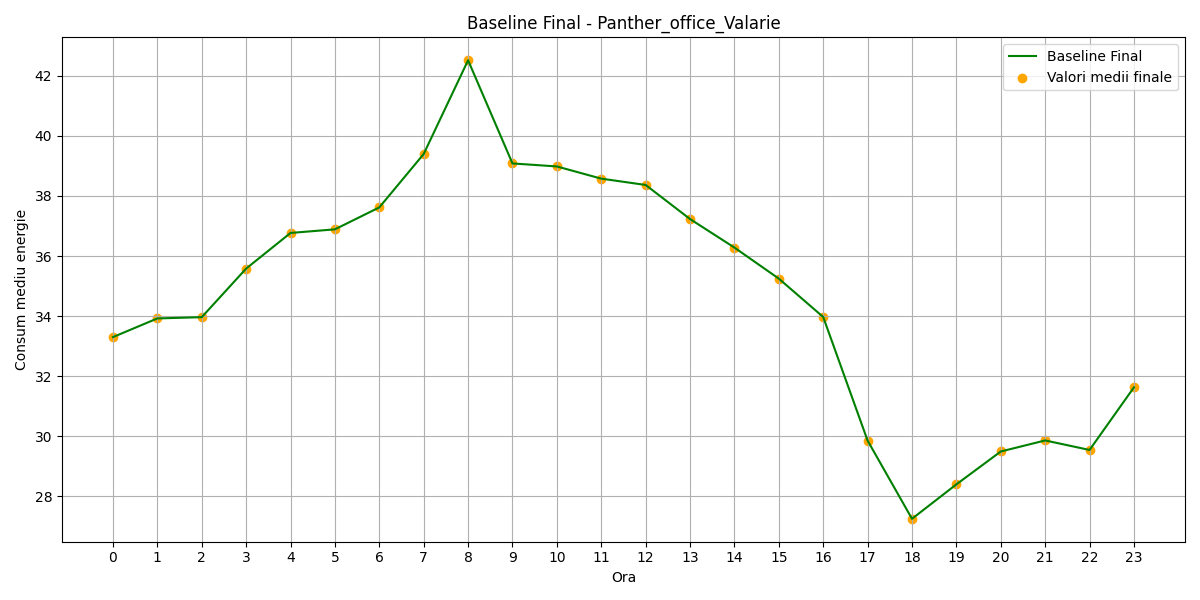 Baseline Final - Panther_office_Valarie
Baseline Final
Valori medii finale
Consum mediu energie
42
40
38
36
34
32
30
28
0 1 2 3 4 5 6 7 8 9 10 11 12 13 14 15 16 17 18 19 20 21 22 23
Ora